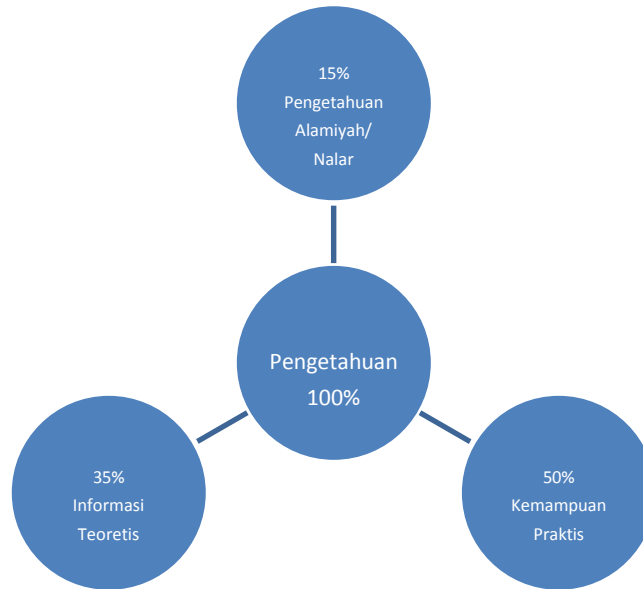 15%
Pengetahuan
Alamiyah/
Nalar
Pengetahuan
100%
35%
Informasi
Teoretis
50%
Kemampuan
Praktis